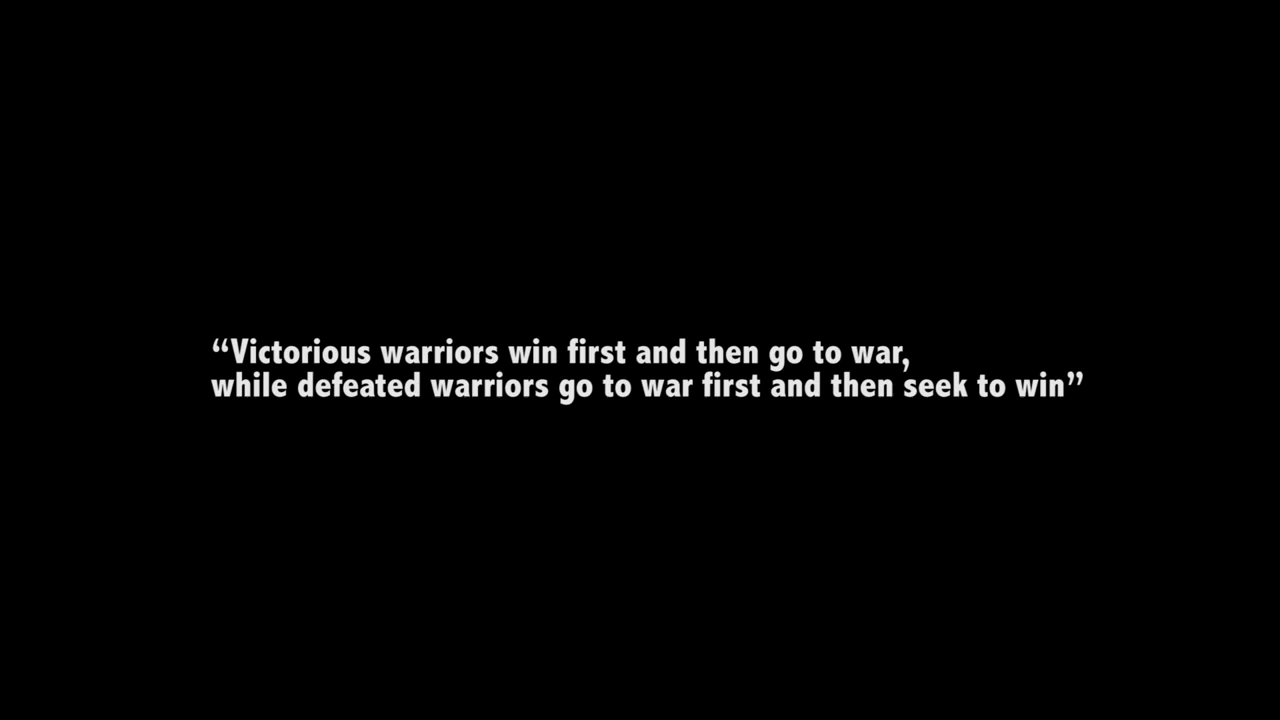 “Victorious warriors win first and then go to war,
while defeated warriors go to war first and then seek to win”